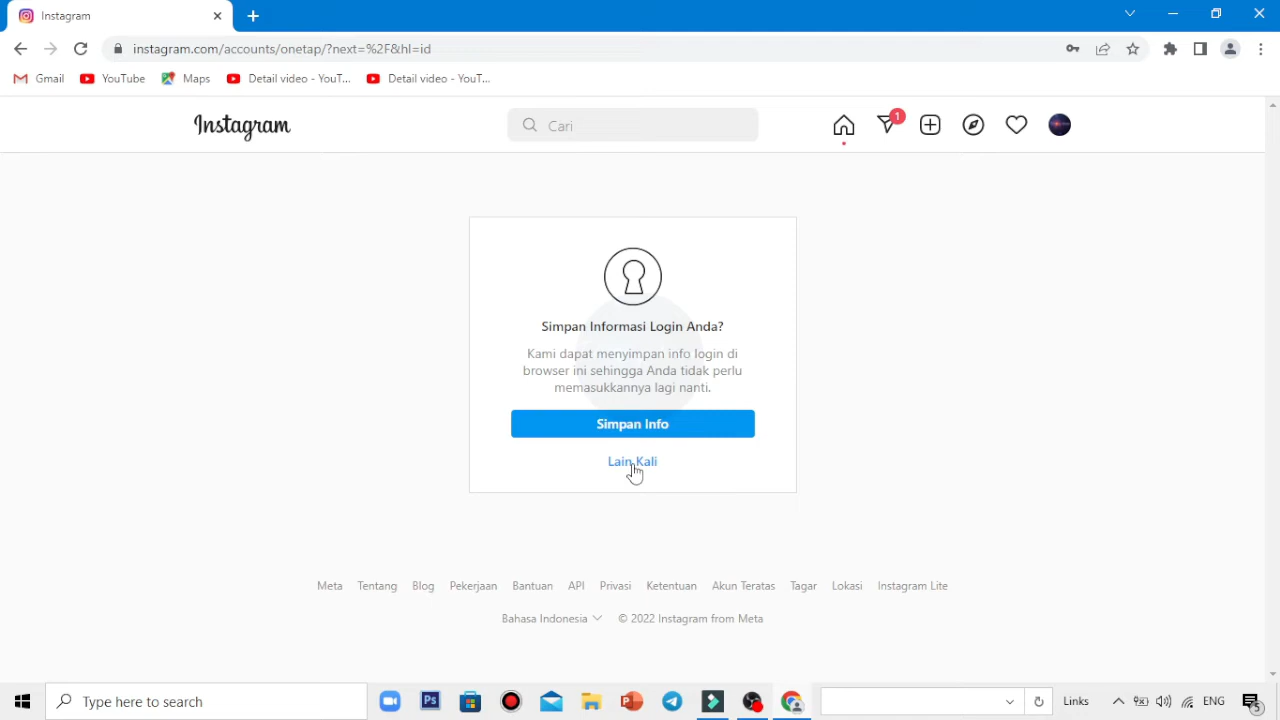 Instagram
instagram.com/accounts/onetap/?next=%2F&hl=id
Gmail YouTube Maps Detail video - YouT... Detail video - YouT...
Instagram
Cari
1
Simpan Informasi Login Anda?
Kami dapat menyimpan info login di
browser ini sehingga Anda tidak perlu
memasukkannya lagi nanti.
Simpan Info
Lain Kali
Meta Tentang Blog Pekerjaan Bantuan API Privasi Ketentuan Akun Teratas Tagar Lokasi Instagram Lite
Bahasa Indonesia © 2022 Instagram from Meta
Type here to search Ps Links ENG 5